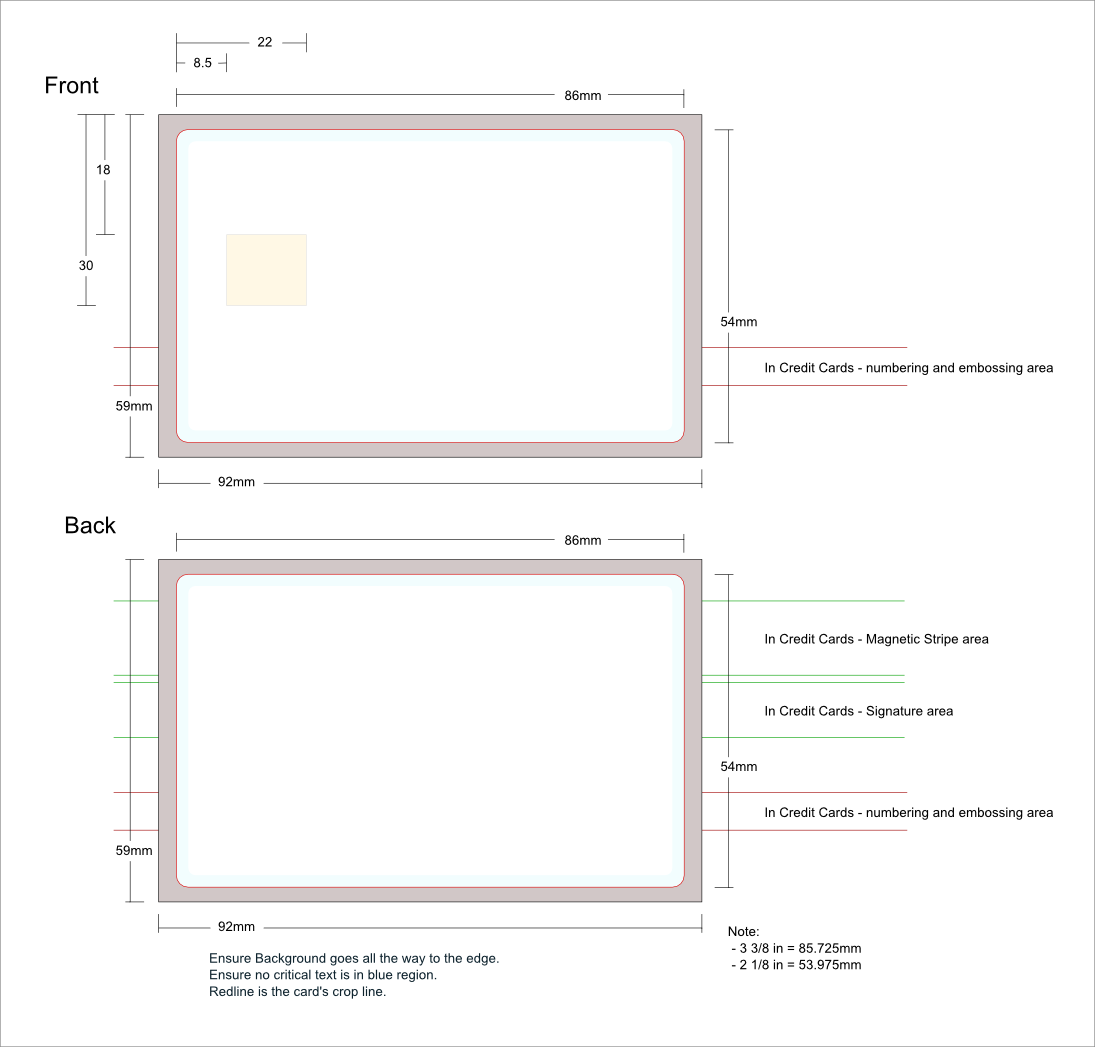 22
8.5
Front
86mm
18
30
54mm
In Credit Cards - numbering and embossing area
59mm
92mm
Back
86mm
In Credit Cards - Magnetic Stripe area
In Credit Cards - Signature area
54mm
In Credit Cards - numbering and embossing area
59mm
92mm
Note:
- 3 3/8 in = 85.725mm
- 2 1/8 in = 53.975mm
Ensure Background goes all the way to the edge.
Ensure no critical text is in blue region.
Redline is the card's crop line.